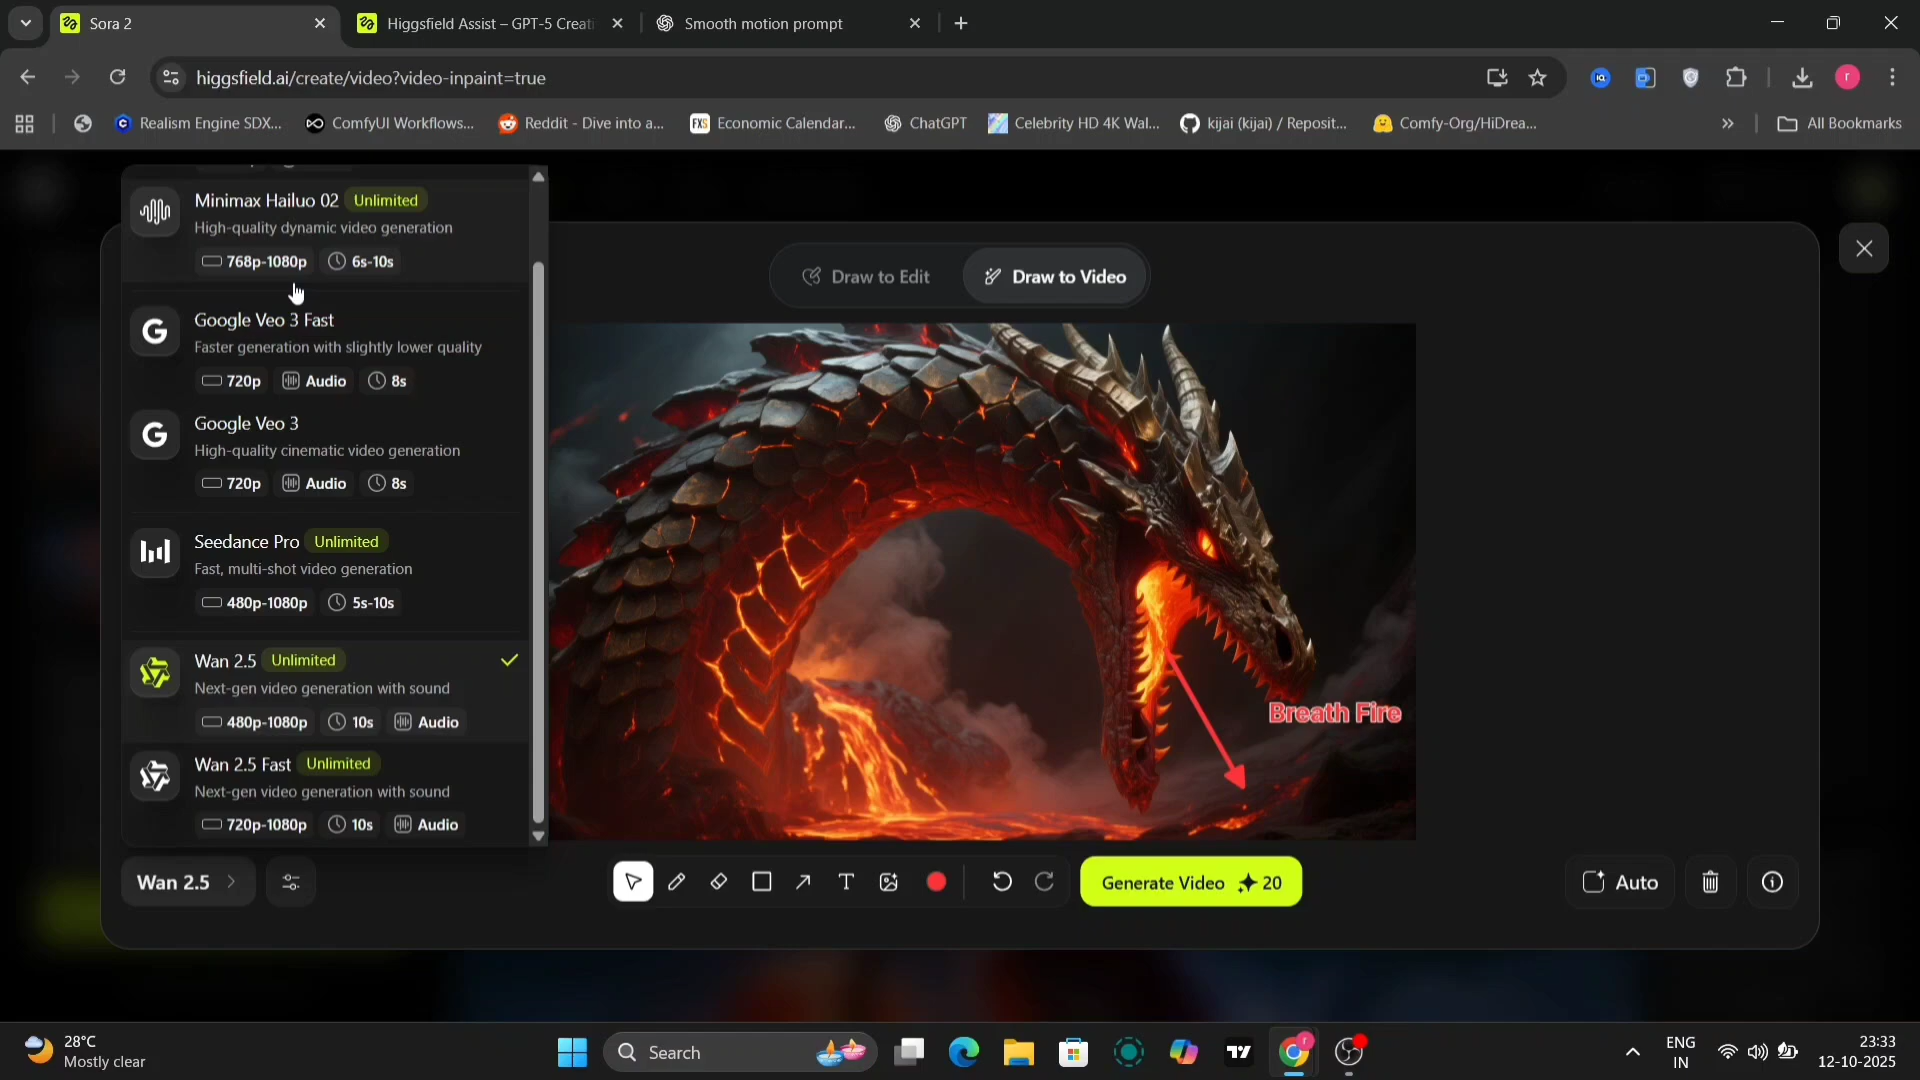 Sora 2
Higgsfield Assist – GPT-5 Creati
Smooth motion prompt
higgsfield.ai/create/video?video-inpaint=true
r
Realism Engine SDX...
ComfyUI Workflows...
Reddit - Dive into a...
Economic Calendar...
ChatGPT
Celebrity HD 4K Wal...
kijai (kijai) / Reposit...
Comfy-Org/HiDrea...
All Bookmarks
Minimax Hailuo 02 Unlimited
High-quality dynamic video generation
768p-1080p 6s-10s
Google Veo 3 Fast
Faster generation with slightly lower quality
720p Audio 8s
Google Veo 3
High-quality cinematic video generation
720p Audio 8s
Seedance Pro Unlimited
Fast, multi-shot video generation
480p-1080p 5s-10s
Wan 2.5 Unlimited
Next-gen video generation with sound
480p-1080p 10s Audio
Wan 2.5 Fast Unlimited
Next-gen video generation with sound
720p-1080p 10s Audio
Draw to Edit
Draw to Video
Breath Fire
Wan 2.5
Generate Video 20
Auto
28°C
Mostly clear
Search
ENG
IN
23:33
12-10-2025